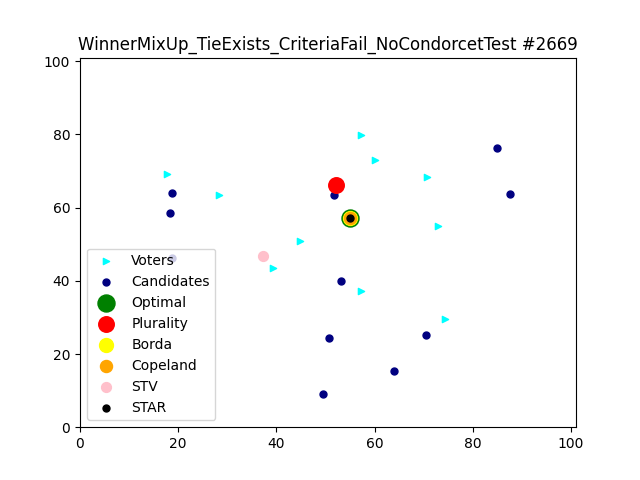 WinnerMixUp_TieExists_CriteriaFail_NoCondorcetTest #2669
100
80
60
40
20
0
Voters
Candidates
Optimal
Plurality
Borda
Copeland
STV
STAR
0 20 40 60 80 100